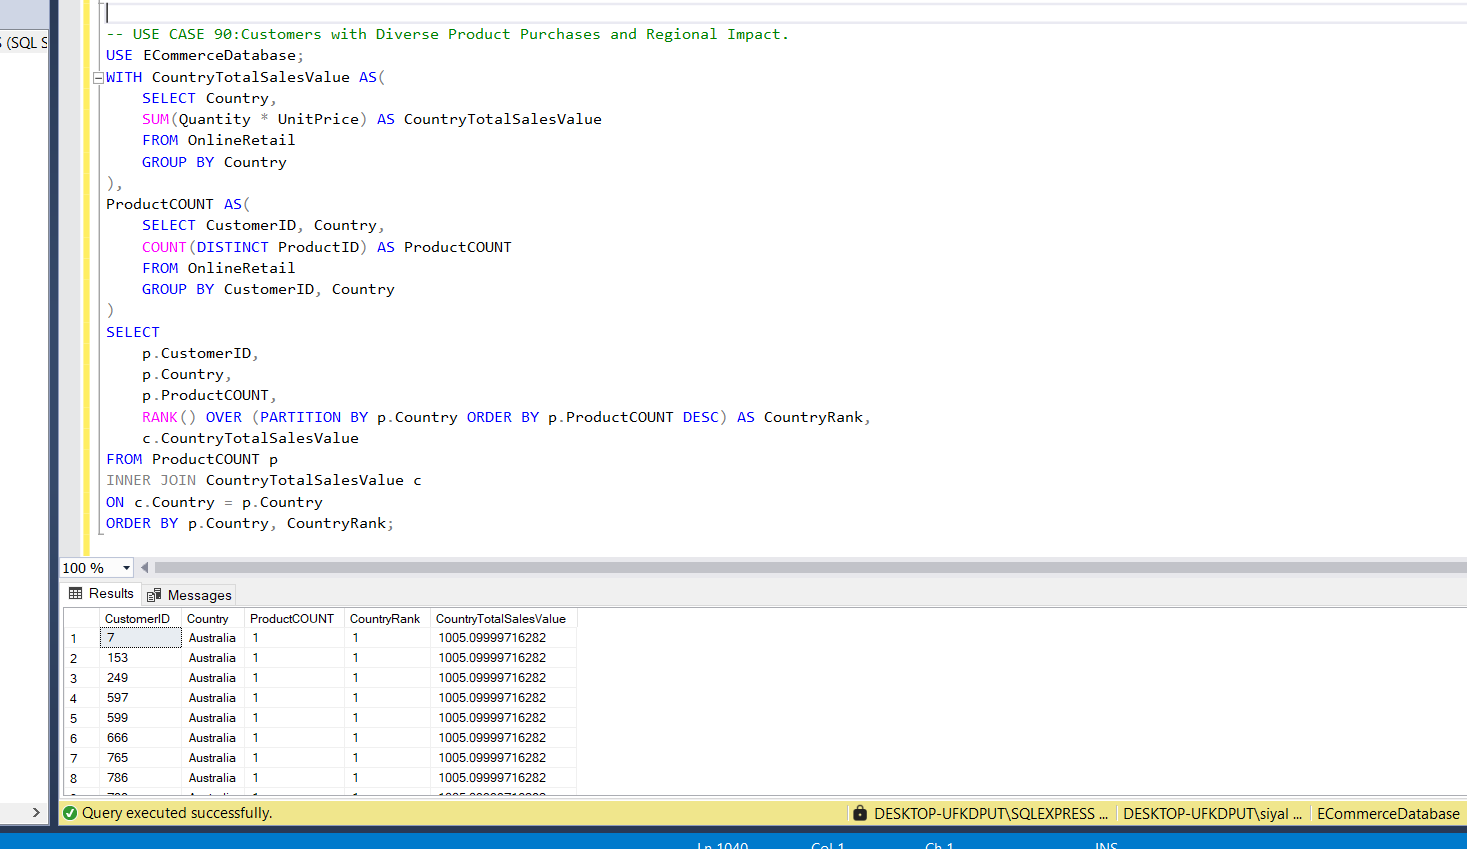 S (SQL S
-- USE CASE 90:Customers with Diverse Product Purchases and Regional Impact.
USE ECommerceDatabase;
WITH CountryTotalSalesValue AS(
SELECT Country,
SUM(Quantity * UnitPrice) AS CountryTotalSalesValue
FROM OnlineRetail
GROUP BY Country
),
ProductCOUNT AS(
SELECT CustomerID, Country,
COUNT(DISTINCT ProductID) AS ProductCOUNT
FROM OnlineRetail
GROUP BY CustomerID, Country
)
SELECT
p.CustomerID,
p.Country,
p.ProductCOUNT,
RANK() OVER (PARTITION BY p.Country ORDER BY p.ProductCOUNT DESC) AS CountryRank,
c.CountryTotalSalesValue
FROM ProductCOUNT p
INNER JOIN CountryTotalSalesValue c
ON c.Country = p.Country
ORDER BY p.Country, CountryRank;
100 %
Results Messages
CustomerID Country ProductCOUNT CountryRank CountryTotalSalesValue
1 7 Australia 1 1 1005.09999716282
2 153 Australia 1 1 1005.09999716282
3 249 Australia 1 1 1005.09999716282
4 597 Australia 1 1 1005.09999716282
5 599 Australia 1 1 1005.09999716282
6 666 Australia 1 1 1005.09999716282
7 765 Australia 1 1 1005.09999716282
8 786 Australia 1 1 1005.09999716282
Query executed successfully. DESKTOP-UFKDPUT\SQLEXPRESS ... DESKTOP-UFKDPUT\siyal ... ECommerceDatabase
Ln 1040 Col 1 Ch 1 INS